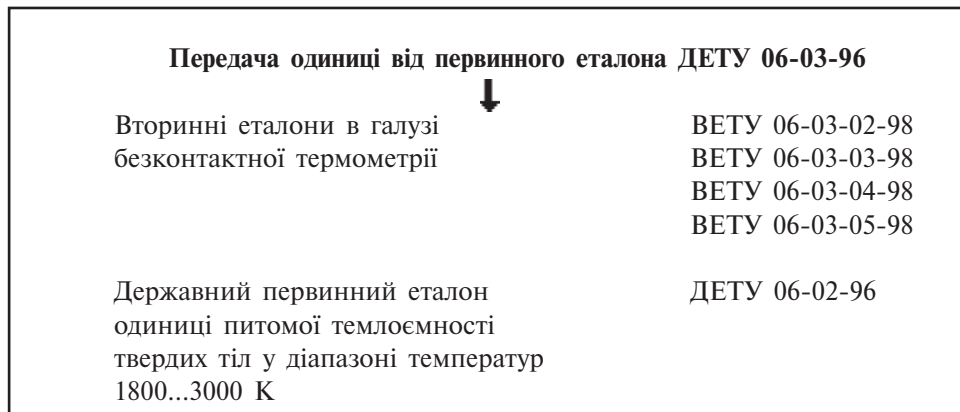 Передача одиниці від первинного еталона ДЕТУ 06-03-96
Вторинні еталони в галузі ВЕТУ 06-03-02-98
безконтактної термометрії ВЕТУ 06-03-03-98
ВЕТУ 06-03-04-98
ВЕТУ 06-03-05-98
Державний первинний еталон ДЕТУ 06-02-96
одиниці питомої темлоємності
твердих тіл у діапазоні температур
1800...3000 К